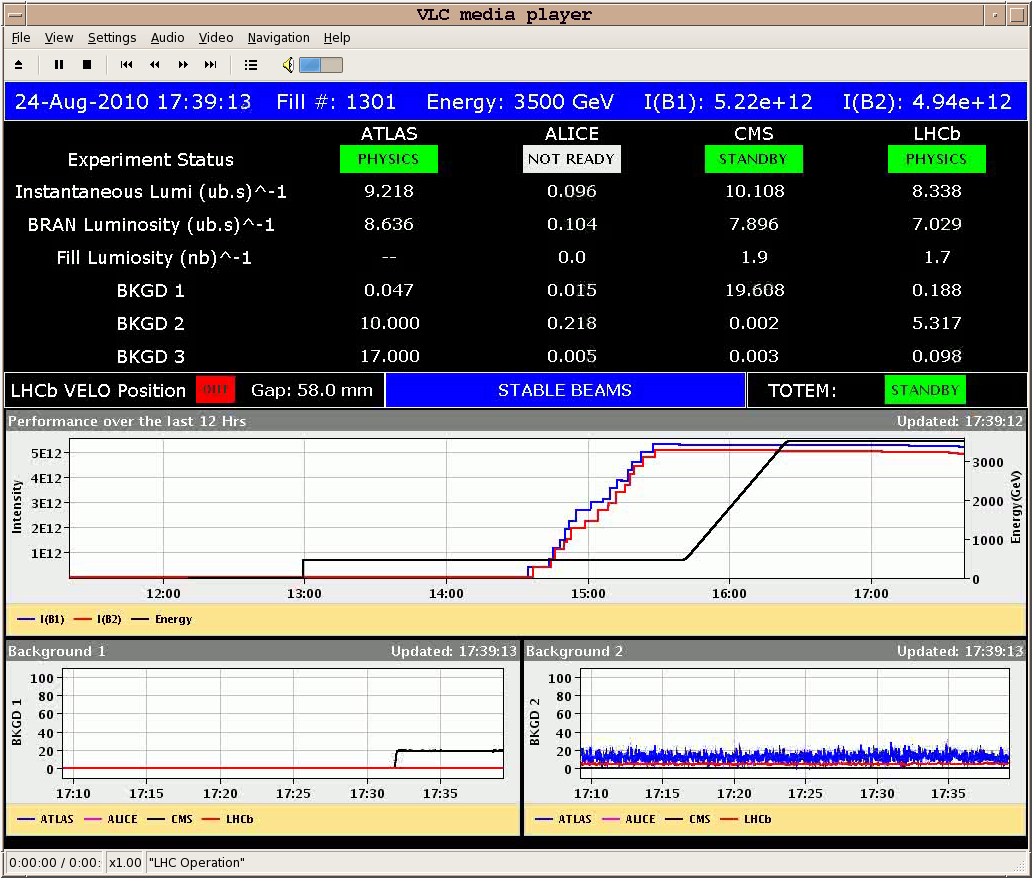 VLC media player
File View Settings Audio Video Navigation Help
24-Aug-2010 17:39:13 Fill #: 1301 Energy: 3500 GeV I(B1): 5.22e+12 I(B2): 4.94e+12
ATLAS ALICE CMS LHCb
Experiment Status PHYSICS NOT READY STANDBY PHYSICS
Instantaneous Lumi (ub.s)^-1 9.218 0.096 10.108 8.338
BRAN Luminosity (ub.s)^-1 8.636 0.104 7.896 7.029
Fill Lumiosity (nb)^-1 -- 0.0 1.9 1.7
BKGD 1 0.047 0.015 19.608 0.188
BKGD 2 10.000 0.218 0.002 5.317
BKGD 3 17.000 0.005 0.003 0.098
LHCb VELO Position OUT Gap: 58.0 mm STABLE BEAMS TOTEM: STANDBY
Performance over the last 12 Hrs Updated: 17:39:12
5E12
4E12
3E12
2E12
1E12
Intensity
3000
2000
1000
0
Energy(GeV)
12:00 13:00 14:00 15:00 16:00 17:00
I(B1) I(B2) Energy
Background 1 Updated: 17:39:13
100
80
60
40
20
0
BKGD 1
17:10 17:15 17:20 17:25 17:30 17:35
ATLAS ALICE CMS LHCb
Background 2 Updated: 17:39:13
100
80
60
40
20
0
BKGD 2
17:10 17:15 17:20 17:25 17:30 17:35
ATLAS ALICE CMS LHCb
0:00:00 / 0:00: x1.00 "LHC Operation"